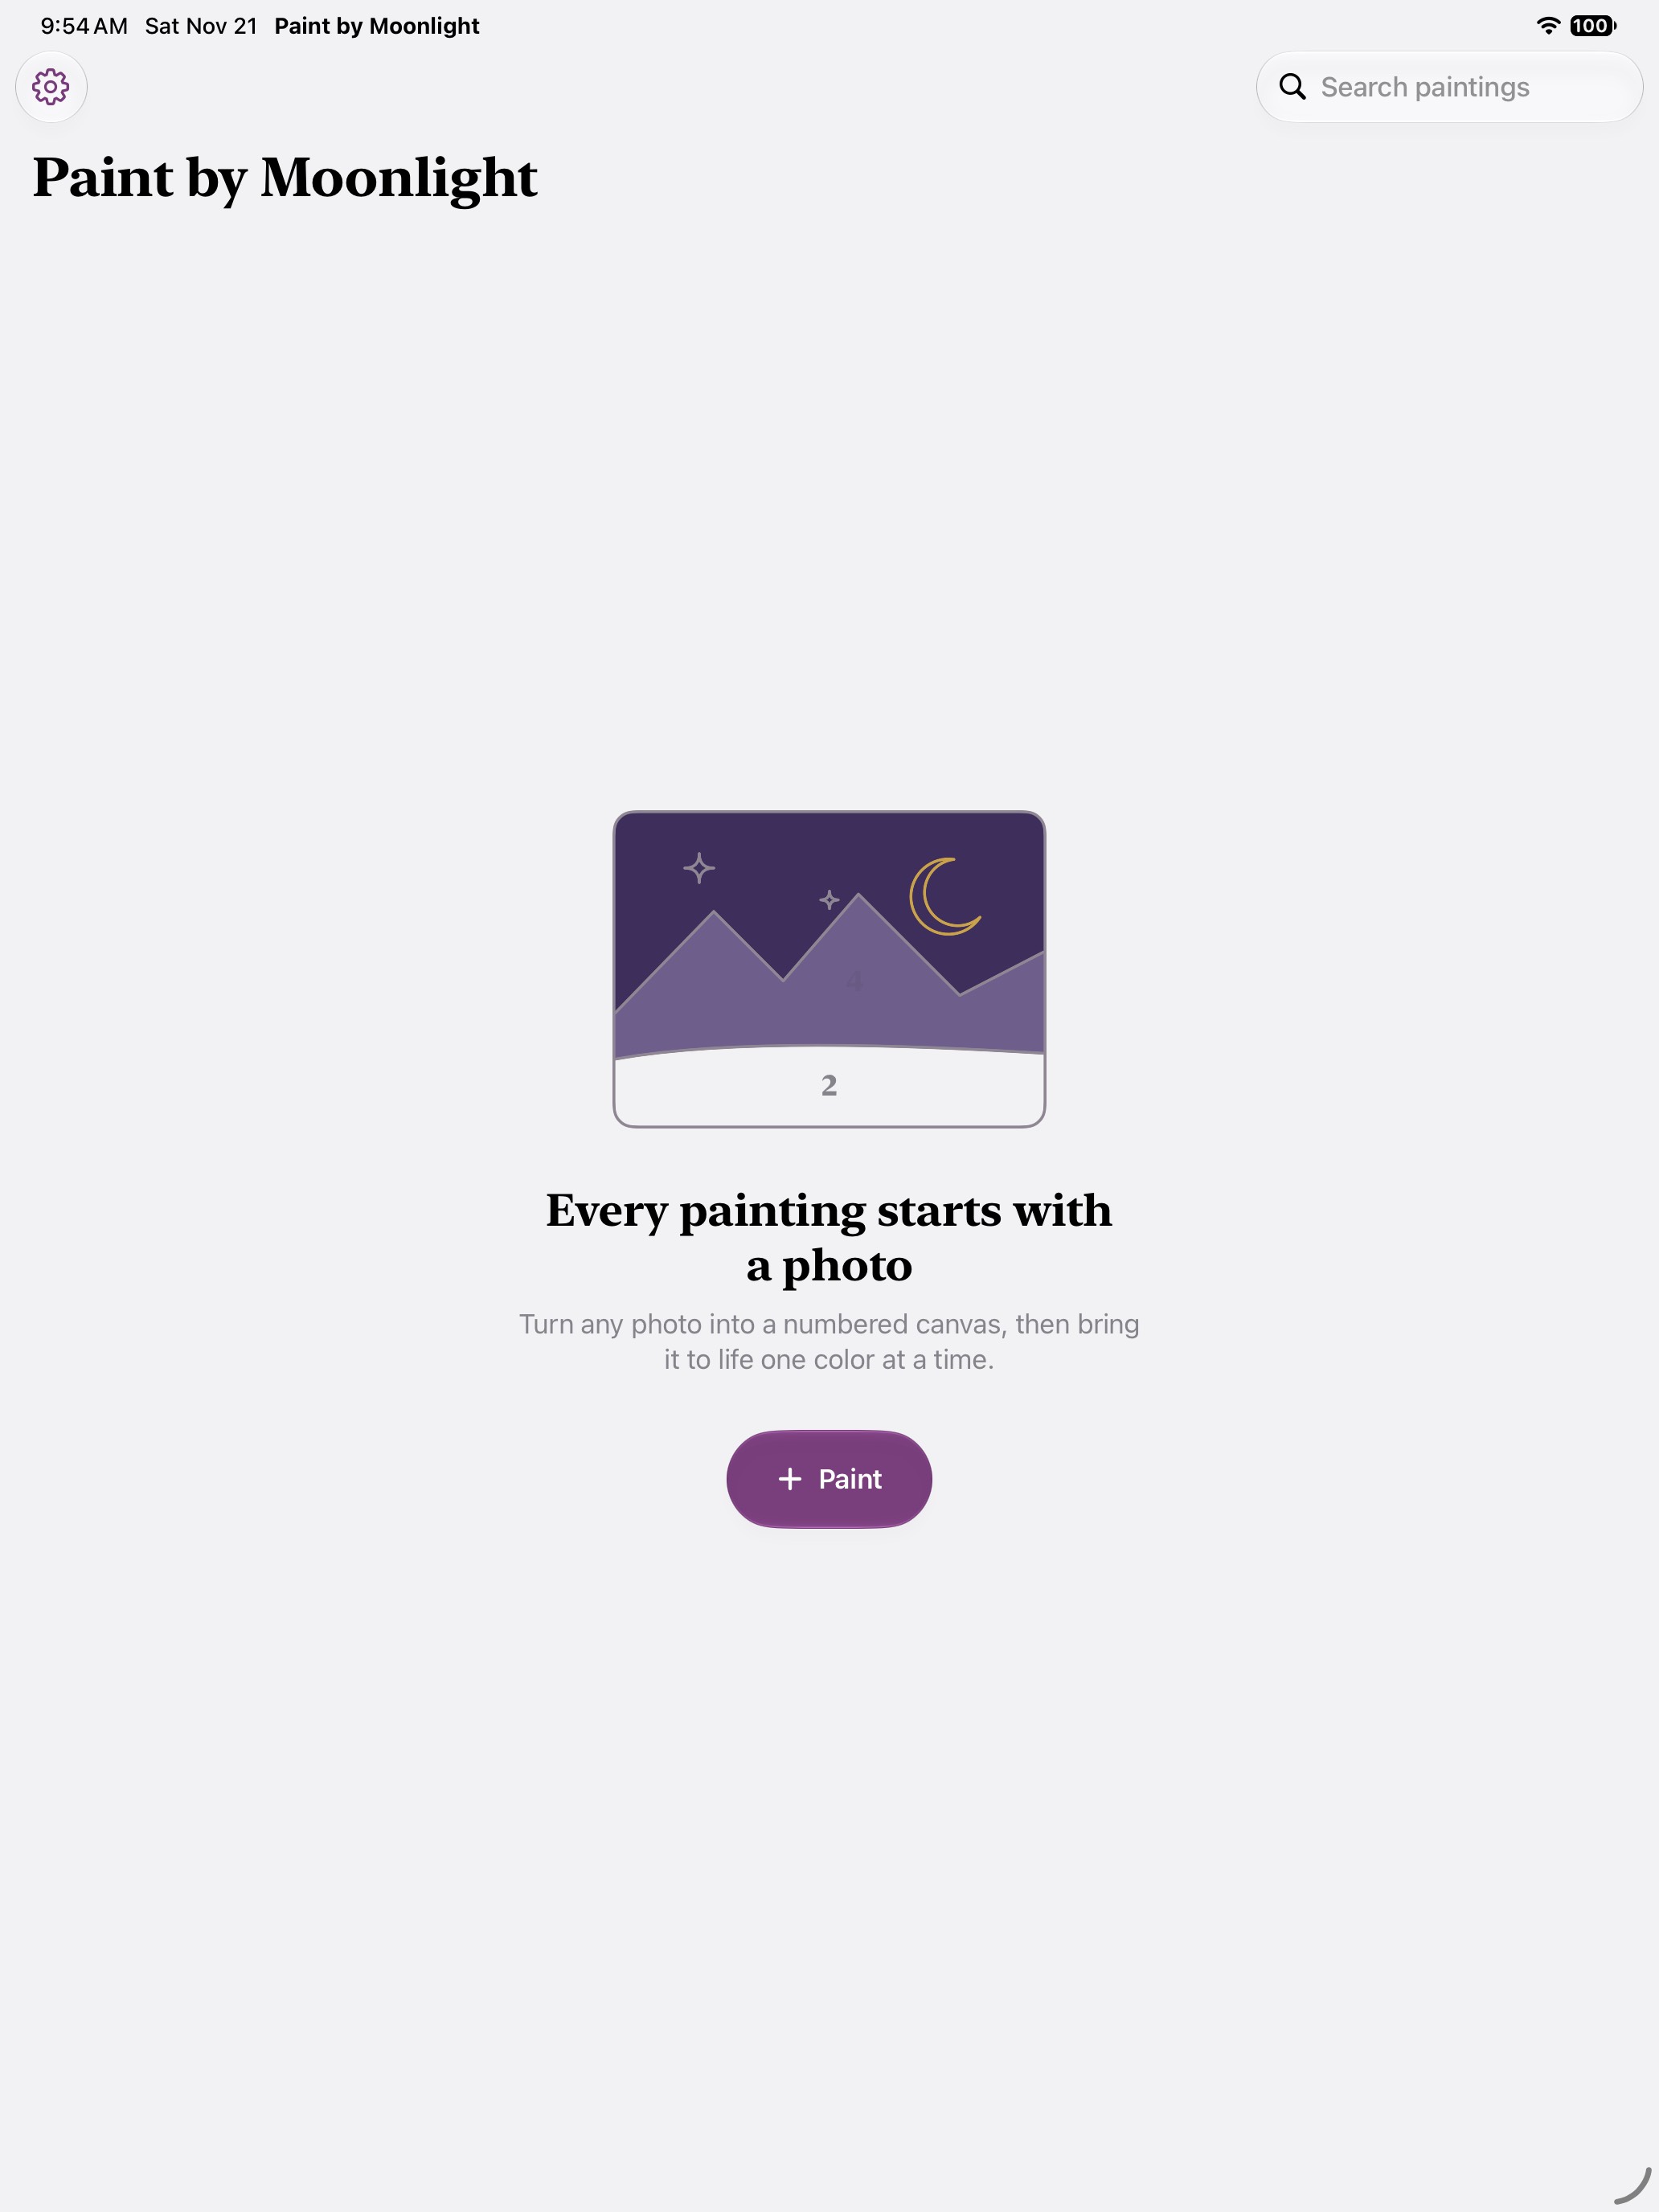 9:54 AM Sat Nov 21 Paint by Moonlight 100
Search paintings
Paint by Moonlight
4
2
Every painting starts with
a photo
Turn any photo into a numbered canvas, then bring
it to life one color at a time.
+ Paint